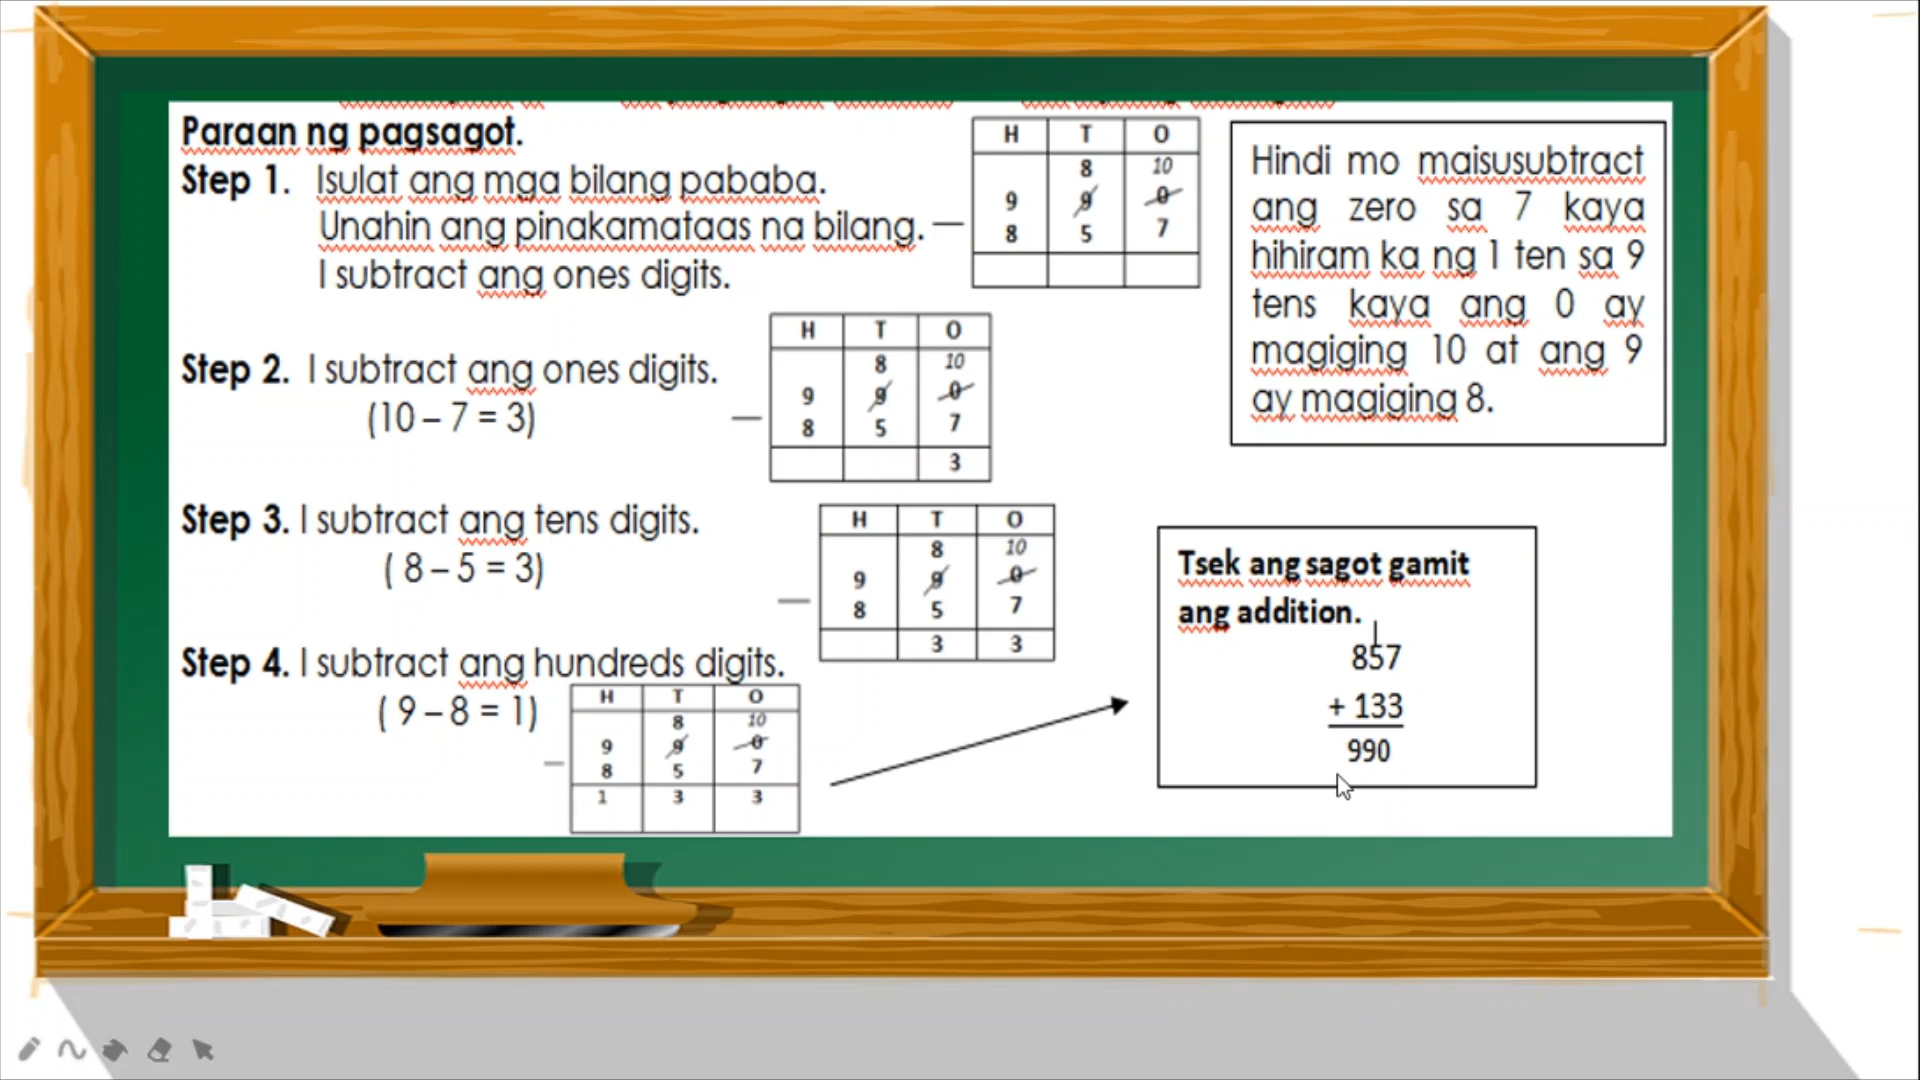 Paraan ng pagsagot.
Step 1. Isulat ang mga bilang pababa.
Unahin ang pinakamataas na bilang.
I subtract ang ones digits.
H T O
8 10
9 9 0
— 8 5 7
Hindi mo maisusubtract
ang zero sa 7 kaya
hihiram ka ng 1 ten sa 9
tens kaya ang 0 ay
magiging 10 at ang 9
ay magiging 8.
Step 2. I subtract ang ones digits.
(10 – 7 = 3)
H T O
8 10
9 9 0
— 8 5 7
3
Step 3. I subtract ang tens digits.
( 8 – 5 = 3)
H T O
8 10
9 9 0
— 8 5 7
3 3
Step 4. I subtract ang hundreds digits.
( 9 – 8 = 1)
H T O
8 10
9 9 0
— 8 5 7
1 3 3
Tsek ang sagot gamit
ang addition.
857
+ 133
990